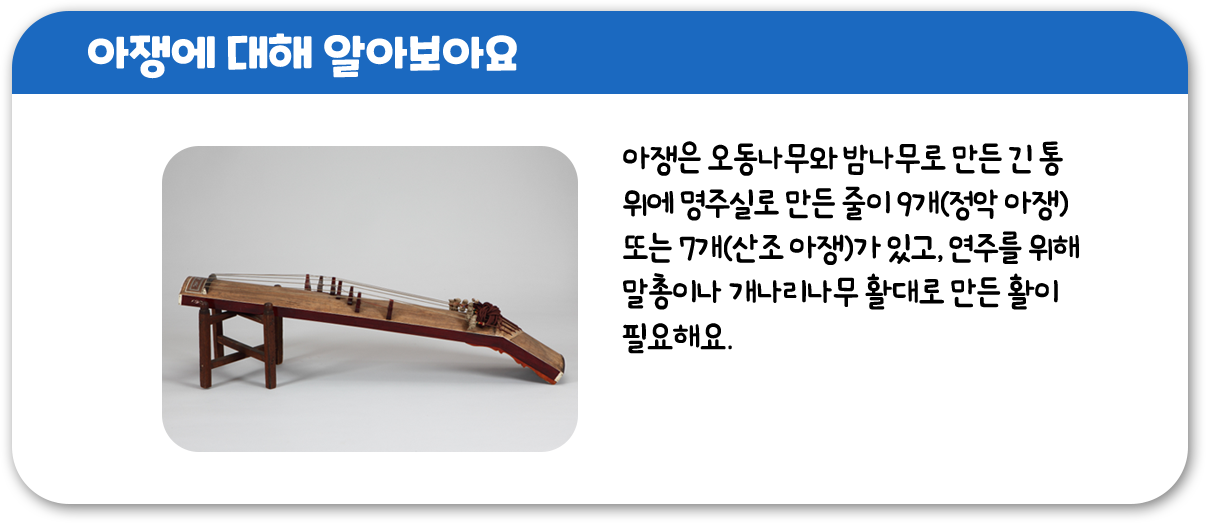 아쟁에 대해 알아보아요
아쟁은 오동나무와 밤나무로 만든 긴 통
위에 명주실로 만든 줄이 9개(정악 아쟁)
또는 7개(산조 아쟁)가 있고, 연주를 위해
말총이나 개나리나무 활대로 만든 활이
필요해요.